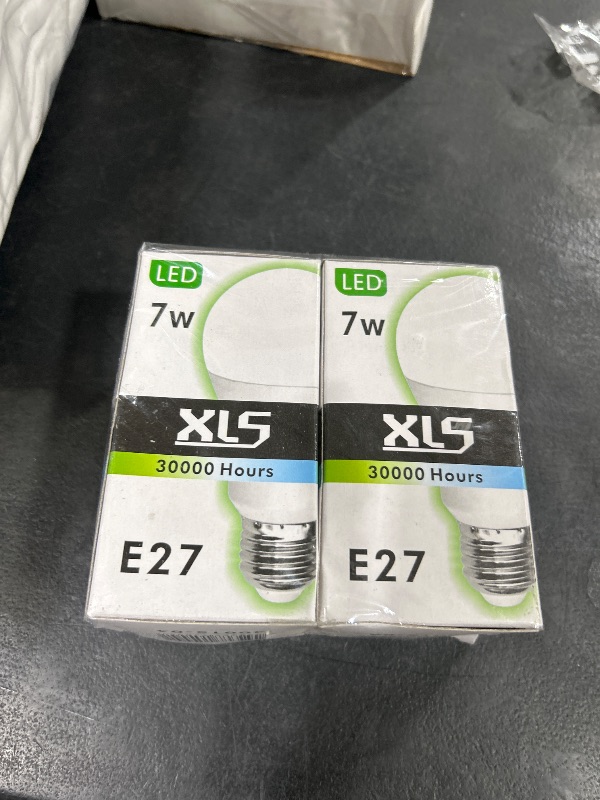 LED
7w
XLS
30000 Hours
E27
LED
7w
XLS
30000 Hours
E27